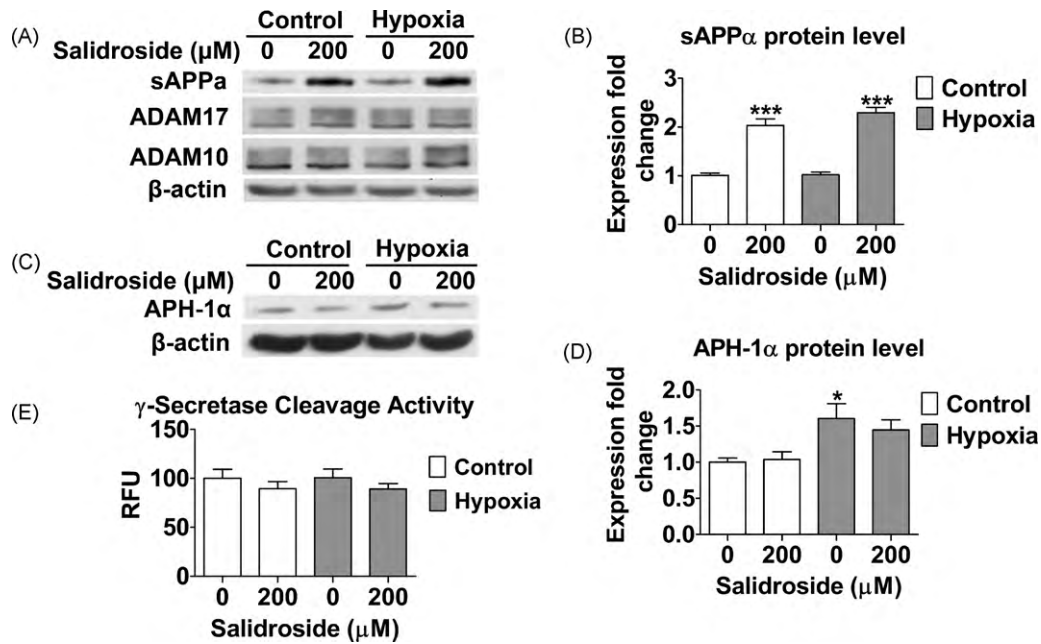 (A)
Control Hypoxia
Salidroside (μM) 0 200 0 200
sAPPa
ADAM17
ADAM10
β-actin
(B)
sAPPα protein level
Expression fold
change
3
2
1
0
*** ***
Control
Hypoxia
0 200 0 200
Salidroside
(μM)
(C)
Control Hypoxia
Salidroside (μM) 0 200 0 200
APH-1α
β-actin
(D)
APH-1α protein level
Expression fold
change
2.0
1.5
1.0
0.5
0.0
*
Control
Hypoxia
0 200 0 200
Salidroside (μM)
(E)
γ-Secretase Cleavage Activity
RFU
150
100
50
0
Control
Hypoxia
0 200 0 200
Salidroside (μM)